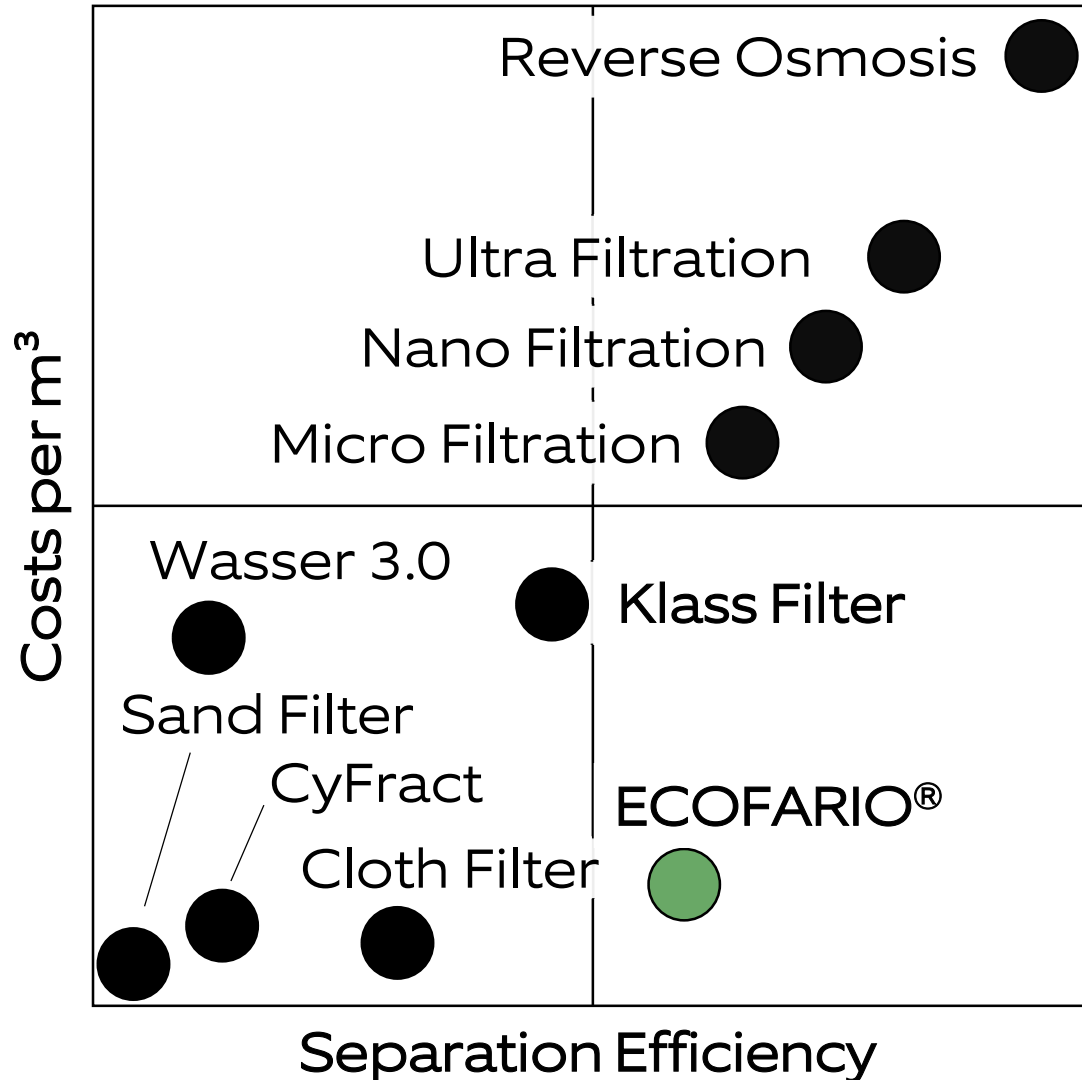 Reverse Osmosis
Ultra Filtration
Nano Filtration
Micro Filtration
Costs per m³
Wasser 3.0
Klass Filter
Sand Filter
CyFract
ECOFARIO®
Cloth Filter
Separation Efficiency